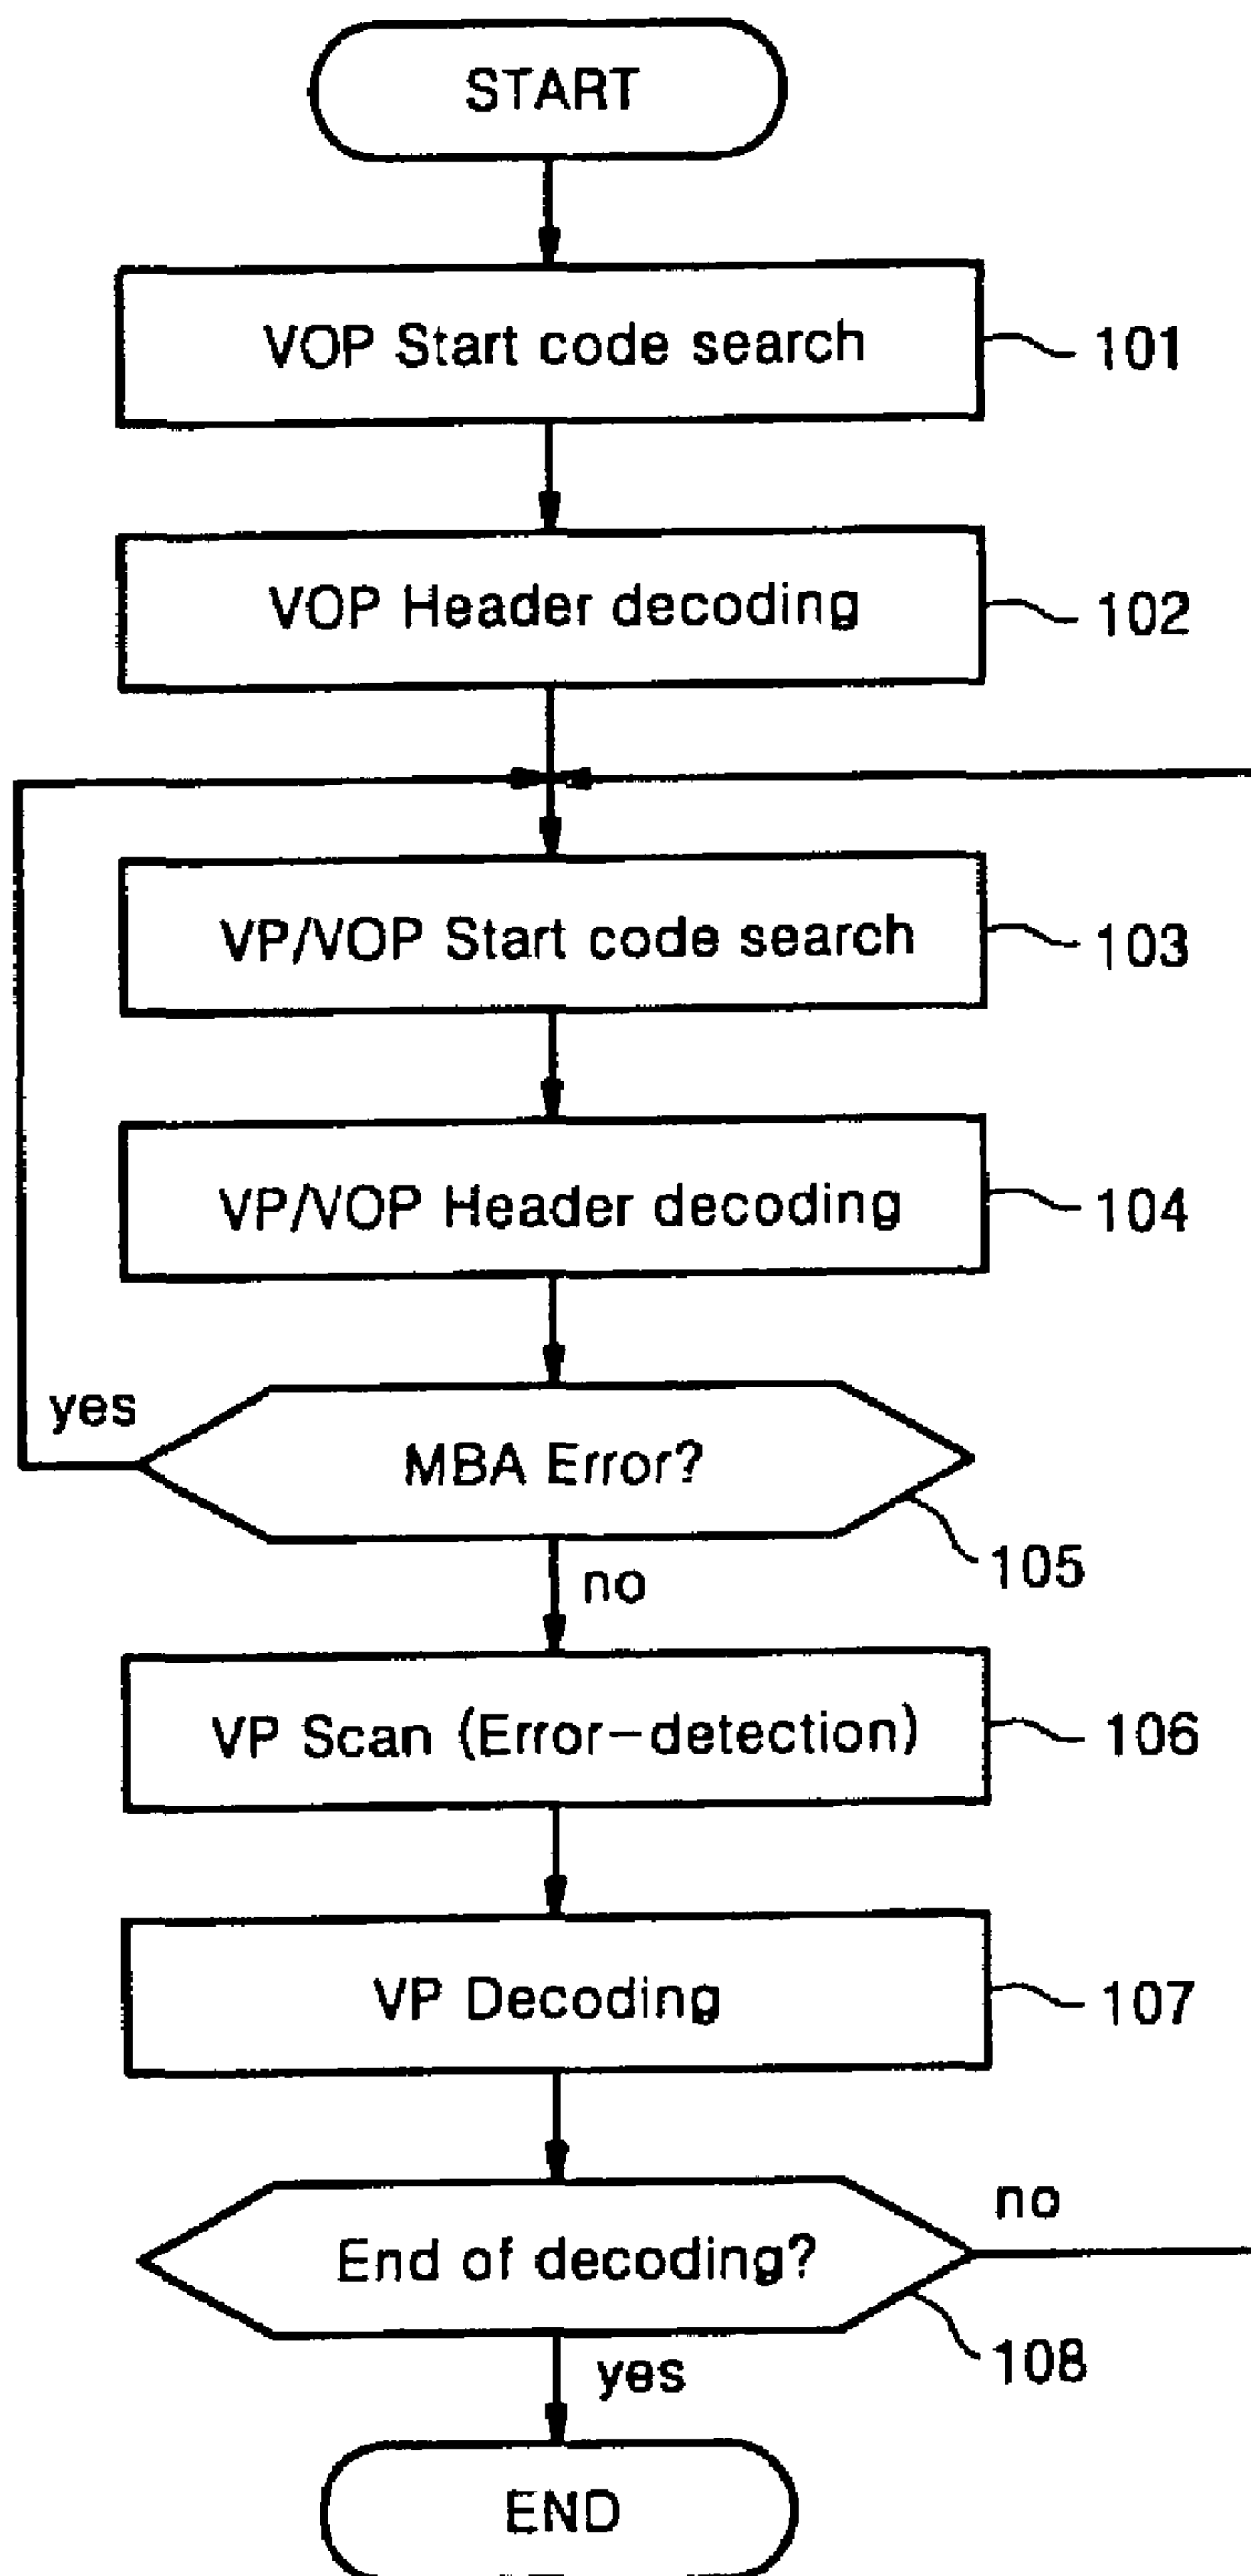 START
VOP Start code search
101
VOP Header decoding
102
VP/VOP Start code search
103
VP/VOP Header decoding
104
yes
MBA Error?
105
no
VP Scan (Error-detection)
106
VP Decoding
107
no
End of decoding?
108
yes
END